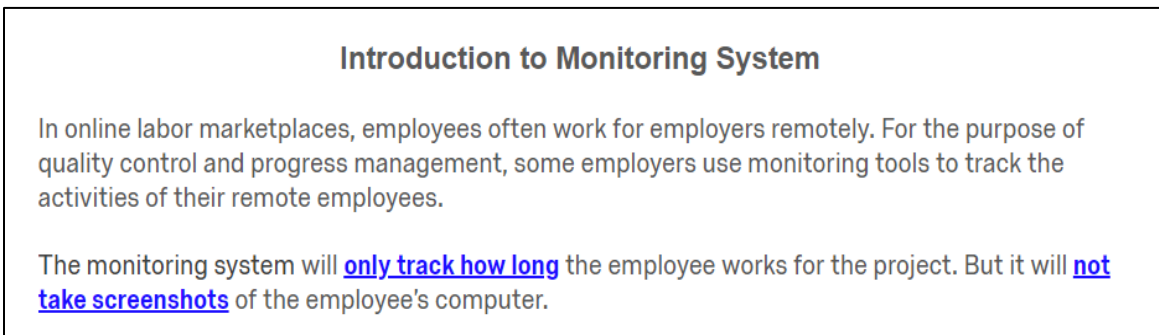 Introduction to Monitoring System
In online labor marketplaces, employees often work for employers remotely. For the purpose of
quality control and progress management, some employers use monitoring tools to track the
activities of their remote employees.
The monitoring system will only track how long the employee works for the project. But it will not
take screenshots of the employee's computer.